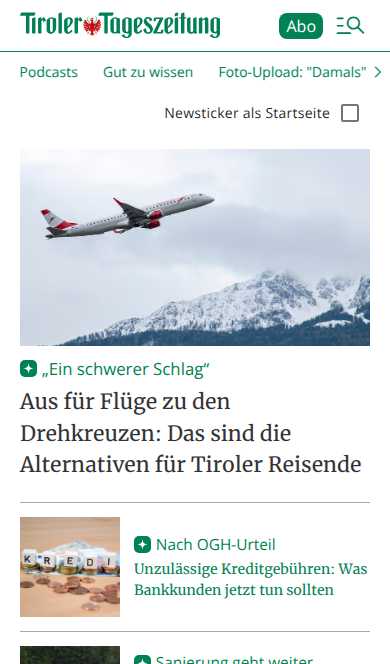 Tiroler Tageszeitung
Abo
Podcasts Gut zu wissen Foto-Upload: "Damals"
Newsticker als Startseite
„Ein schwerer Schlag“
Aus für Flüge zu den
Drehkreuzen: Das sind die
Alternativen für Tiroler Reisende
KREDI
Nach OGH-Urteil
Unzulässige Kreditgebühren: Was
Bankkunden jetzt tun sollten
Sanierung geht weiter